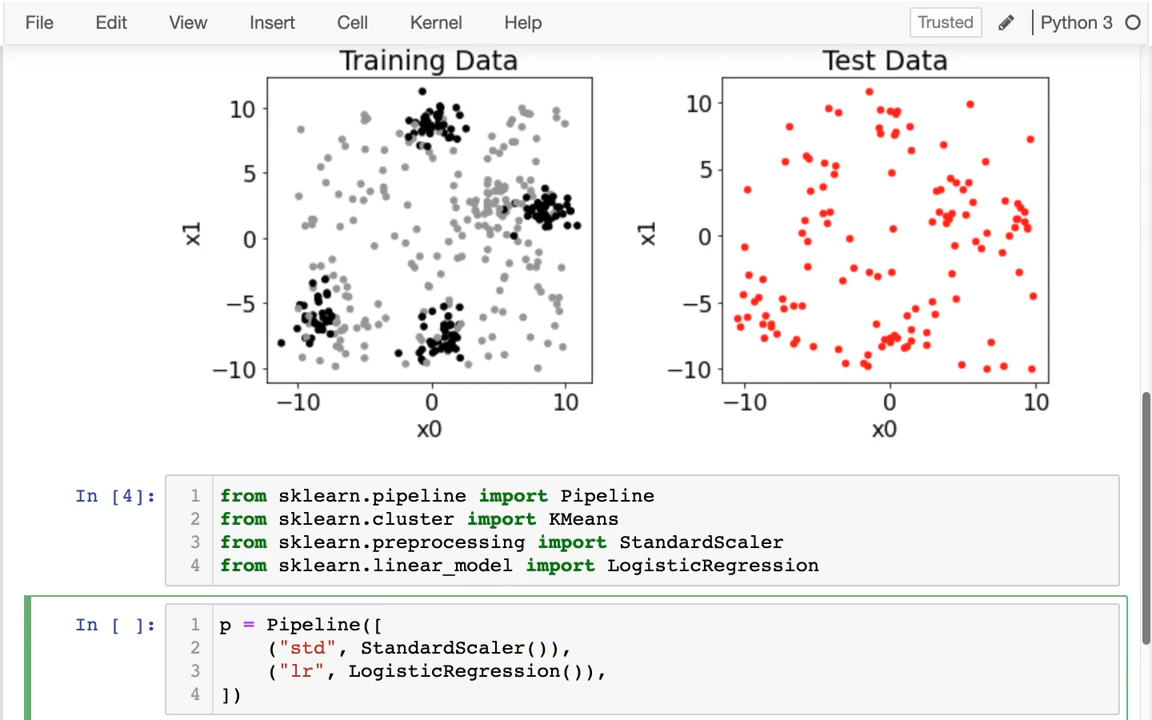 File Edit View Insert Cell Kernel Help Trusted Python 3
Training Data Test Data
10
5
0
−5
−10
x1
−10 0 10
x0
10
5
0
−5
−10
x1
−10 0 10
x0
In [4]:
1 from sklearn.pipeline import Pipeline
2 from sklearn.cluster import KMeans
3 from sklearn.preprocessing import StandardScaler
4 from sklearn.linear_model import LogisticRegression
In [ ]:
1 p = Pipeline([
2     ("std", StandardScaler()),
3     ("lr", LogisticRegression()),
4 ])